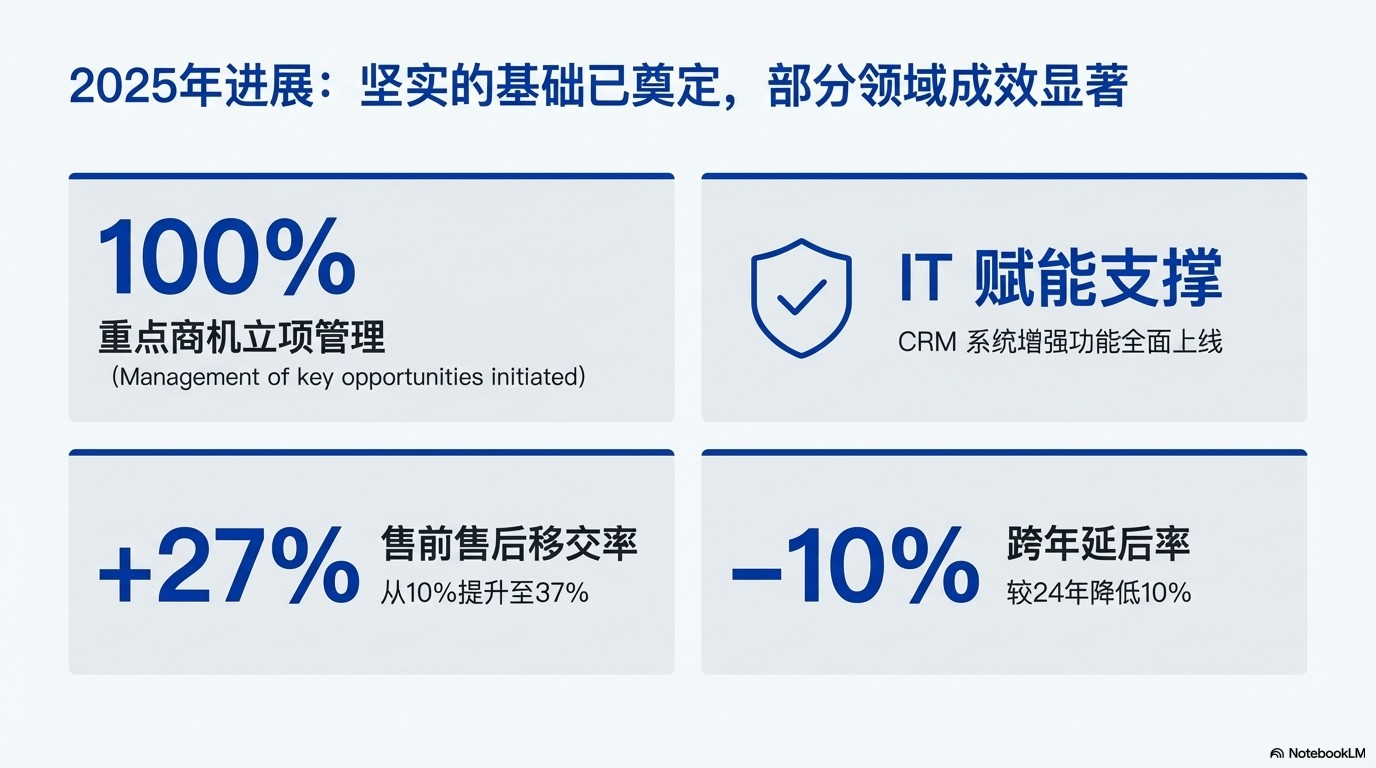 2025年进展：坚实的基础已奠定，部分领域成效显著
100%
重点商机立项管理
（Management of key opportunities initiated）
IT 赋能支撑
CRM 系统增强功能全面上线
+27%
售前售后移交率
从10%提升至37%
-10%
跨年延后率
较24年降低10%
NotebookLM